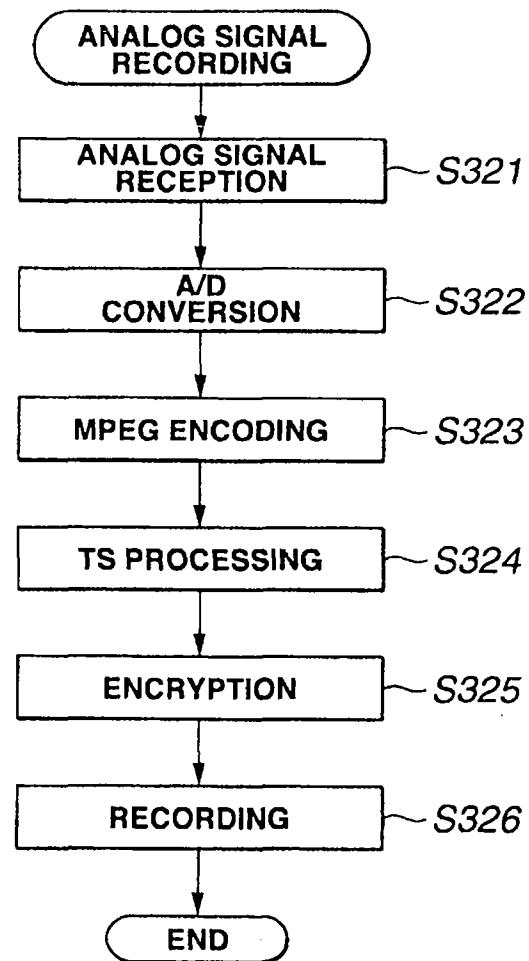 ANALOG SIGNAL
RECORDING
ANALOG SIGNAL
RECEPTION
S321
A/D
CONVERSION
S322
MPEG ENCODING
S323
TS PROCESSING
S324
ENCRYPTION
S325
RECORDING
S326
END